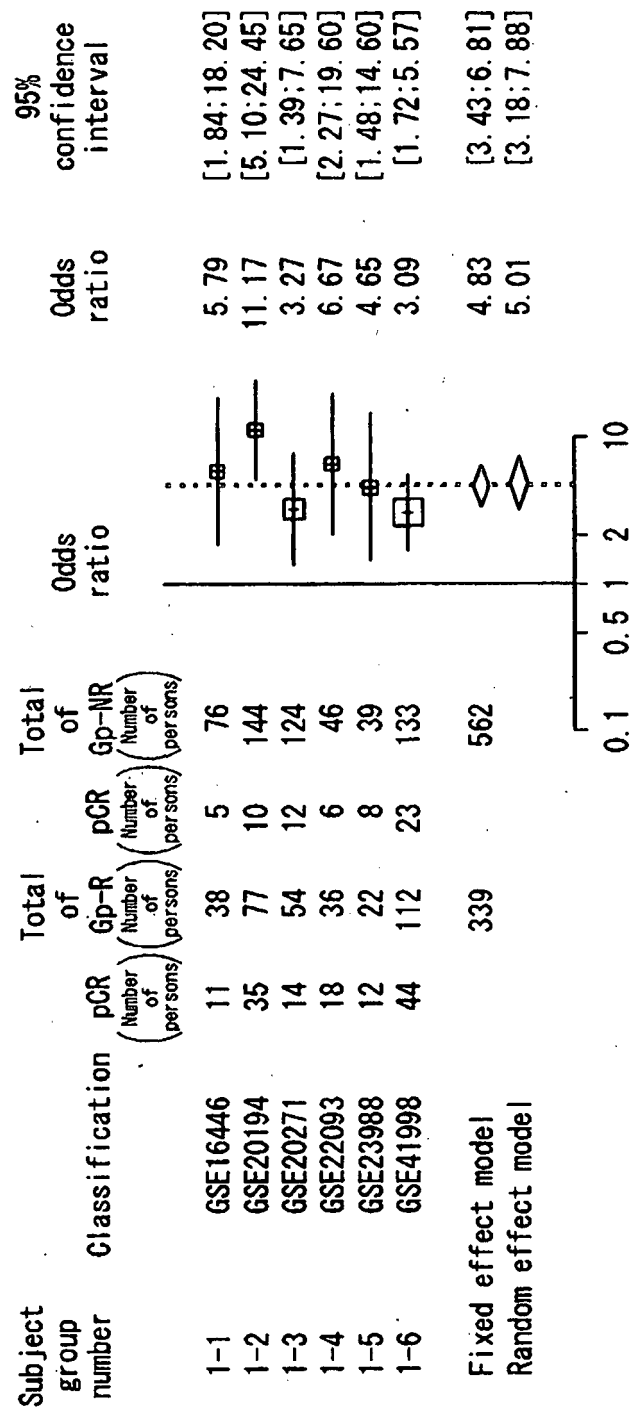 Subject group number Classification pCR (Number of persons) Total of Gp-R (Number of persons) pCR (Number of persons) Total of Gp-NR (Number of persons) Odds ratio Odds ratio 95% confidence interval
1-1 GSE16446 11 38 5 76 5.79 [1.84;18.20]
1-2 GSE20194 35 77 10 144 11.17 [5.10;24.45]
1-3 GSE20271 14 54 12 124 3.27 [1.39;7.65]
1-4 GSE22093 18 36 6 46 6.67 [2.27;19.60]
1-5 GSE23988 12 22 8 39 4.65 [1.48;14.60]
1-6 GSE41998 44 112 23 133 3.09 [1.72;5.57]
Fixed effect model 339 562 4.83 [3.43;6.81]
Random effect model 5.01 [3.18;7.88]
0.1 0.5 1 2 10